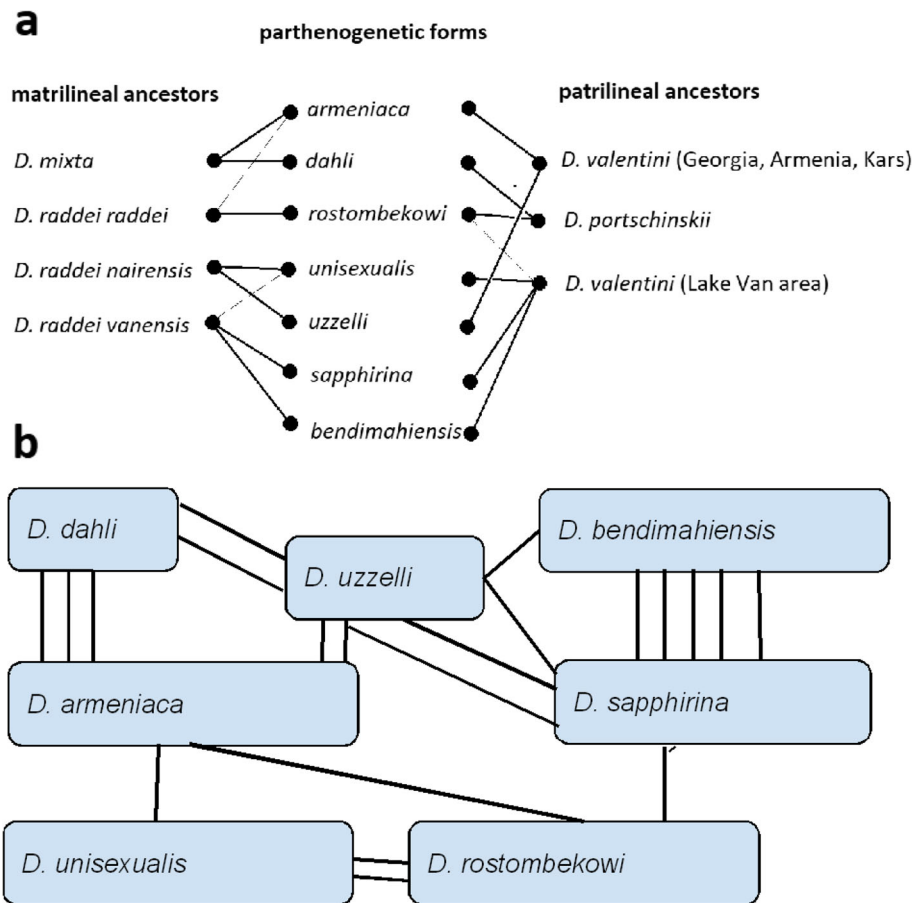 a
parthenogenetic forms
matrilineal ancestors
patrilineal ancestors
armeniaca
D. mixta
dahli
D. valentini (Georgia, Armenia, Kars)
D. raddei raddei
rostombekowi
D. portschinskii
D. raddei nairensis
unisexualis
D. valentini (Lake Van area)
D. raddei vanensis
uzzelli
sapphirina
bendimahiensis
b
D. dahli
D. bendimahiensis
D. uzzelli
D. armeniaca
D. sapphirina
D. unisexualis
D. rostombekowi